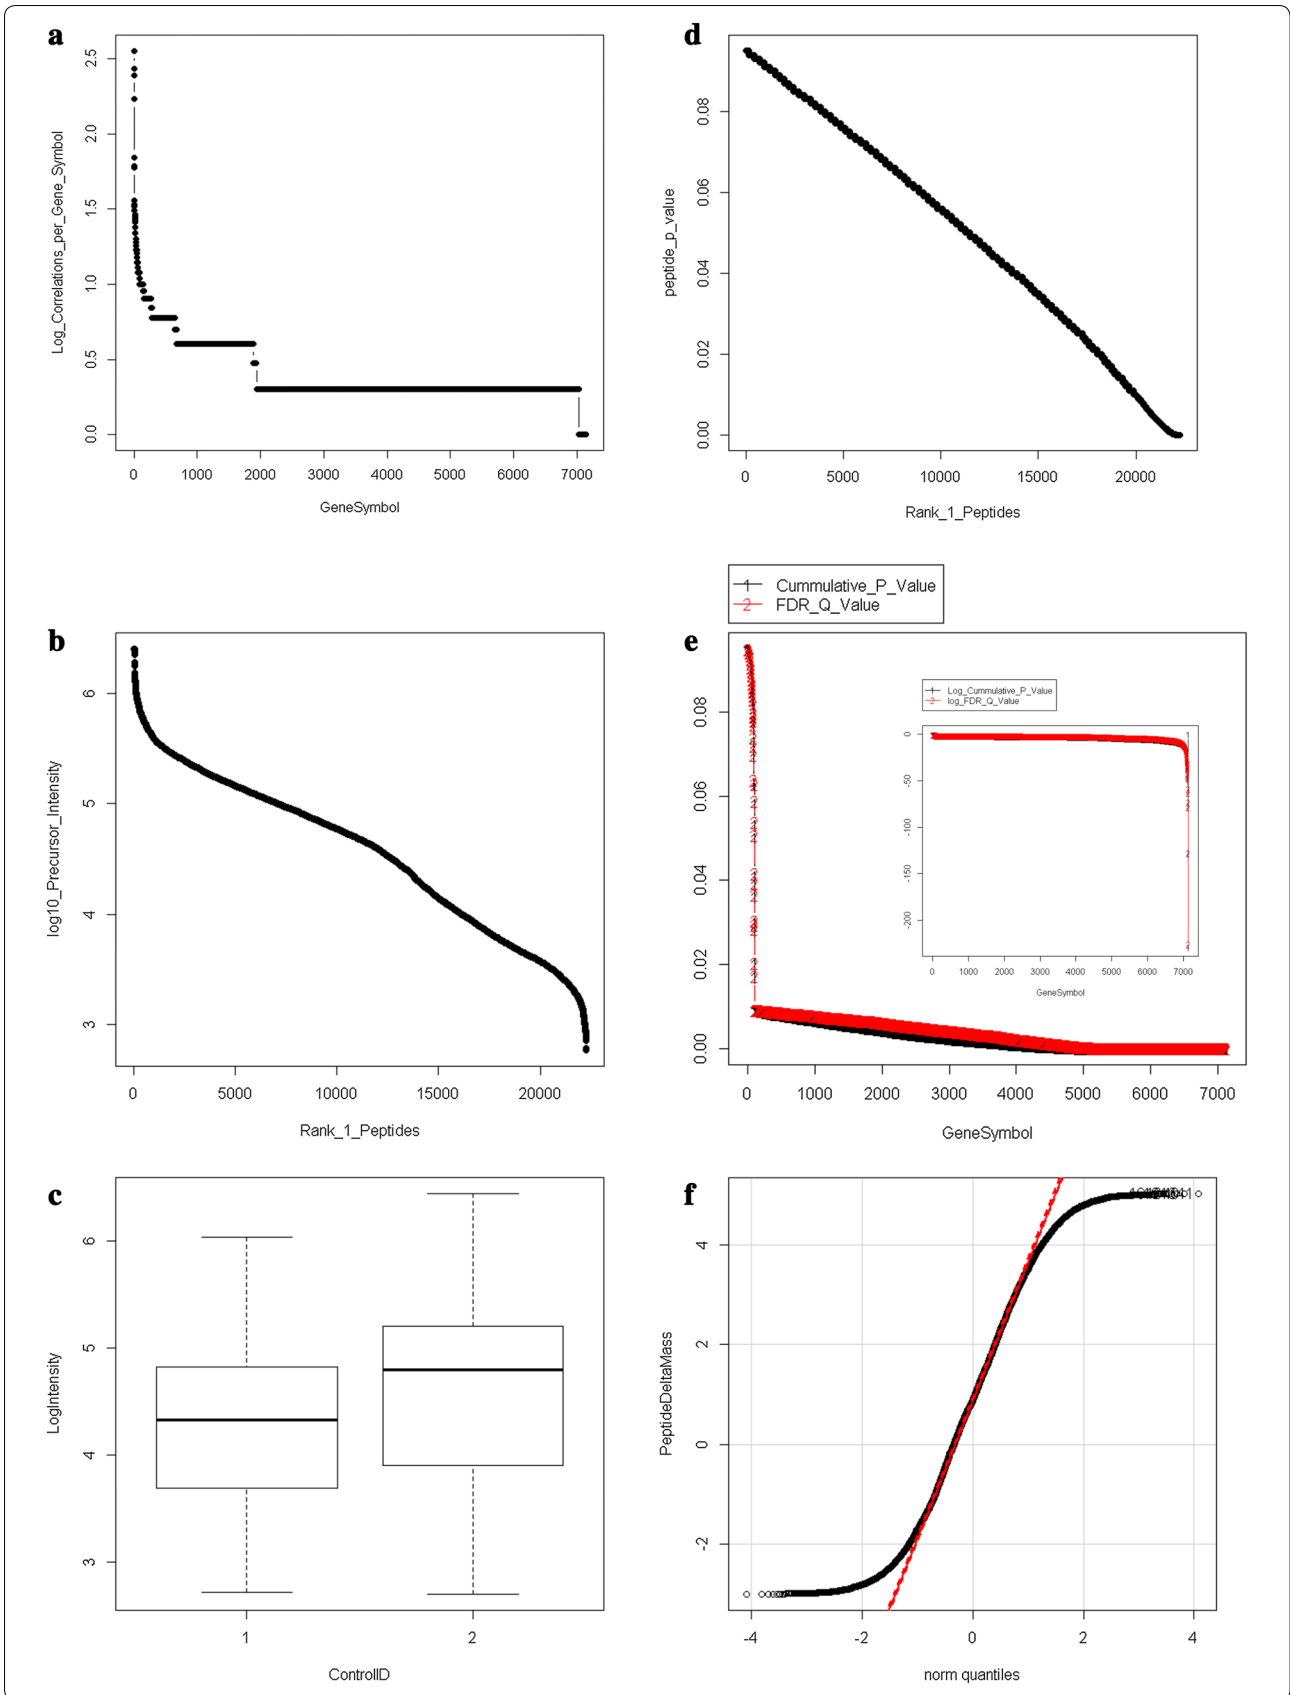 a
2.5
2.0
1.5
1.0
0.5
0.0
Log_Correlations_per_Gene_Symbol
0 1000 2000 3000 4000 5000 6000 7000
GeneSymbol
d
0.08
0.06
0.04
0.02
0.00
peptide_p_value
0 5000 10000 15000 20000
Rank_1_Peptides
b
6
5
4
3
log10_Precursor_Intensity
0 5000 10000 15000 20000
Rank_1_Peptides
1 Cummulative_P_Value
2 FDR_Q_Value
e
0.08
0.06
0.04
0.02
0.00
1 Log_Cummulative_P_Value
2 log_FDR_Q_Value
0
-50
-100
-150
-200
0 1000 2000 3000 4000 5000 6000 7000
GeneSymbol
0 1000 2000 3000 4000 5000 6000 7000
GeneSymbol
c
6
5
4
3
LogIntensity
1 2
ControlID
f
4
2
0
-2
PeptideDeltaMass
-4 -2 0 2 4
norm quantiles